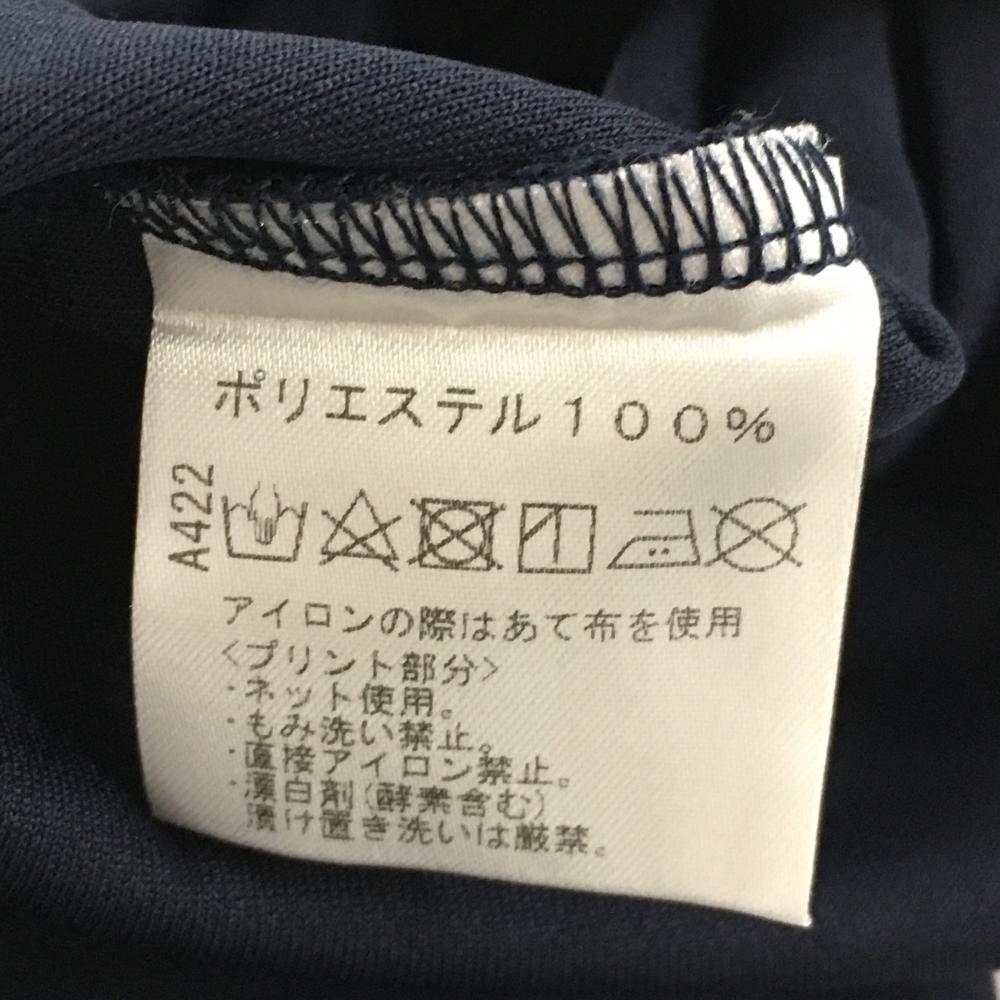 ポリエステル100%
A422
アイロンの際はあて布を使用
<プリント部分>
・ネット使用。
・もみ洗い禁止。
・直接アイロン禁止。
・漂白剤(酵素含む)
漬け置き洗いは厳禁。